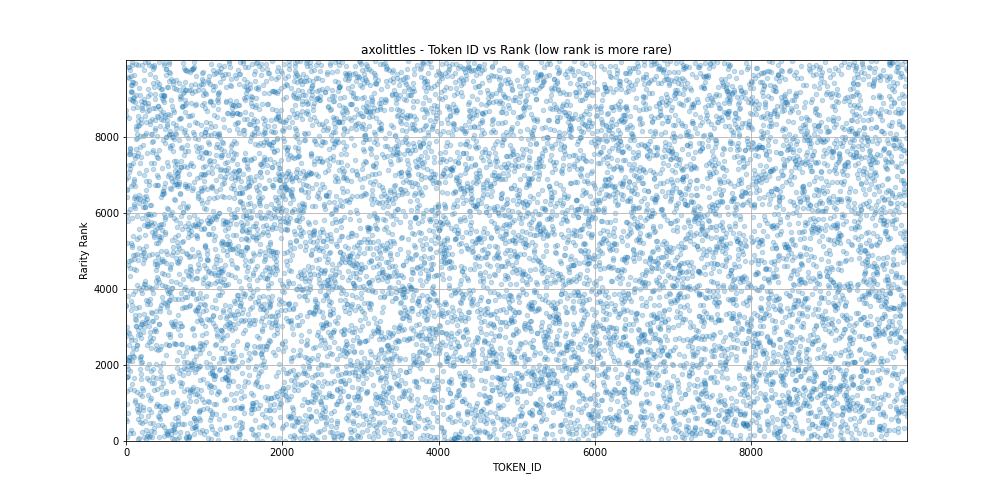 axolittles - Token ID vs Rank (low rank is more rare)
8000
6000
4000
2000
0
Rarity Rank
0 2000 4000 6000 8000
TOKEN_ID